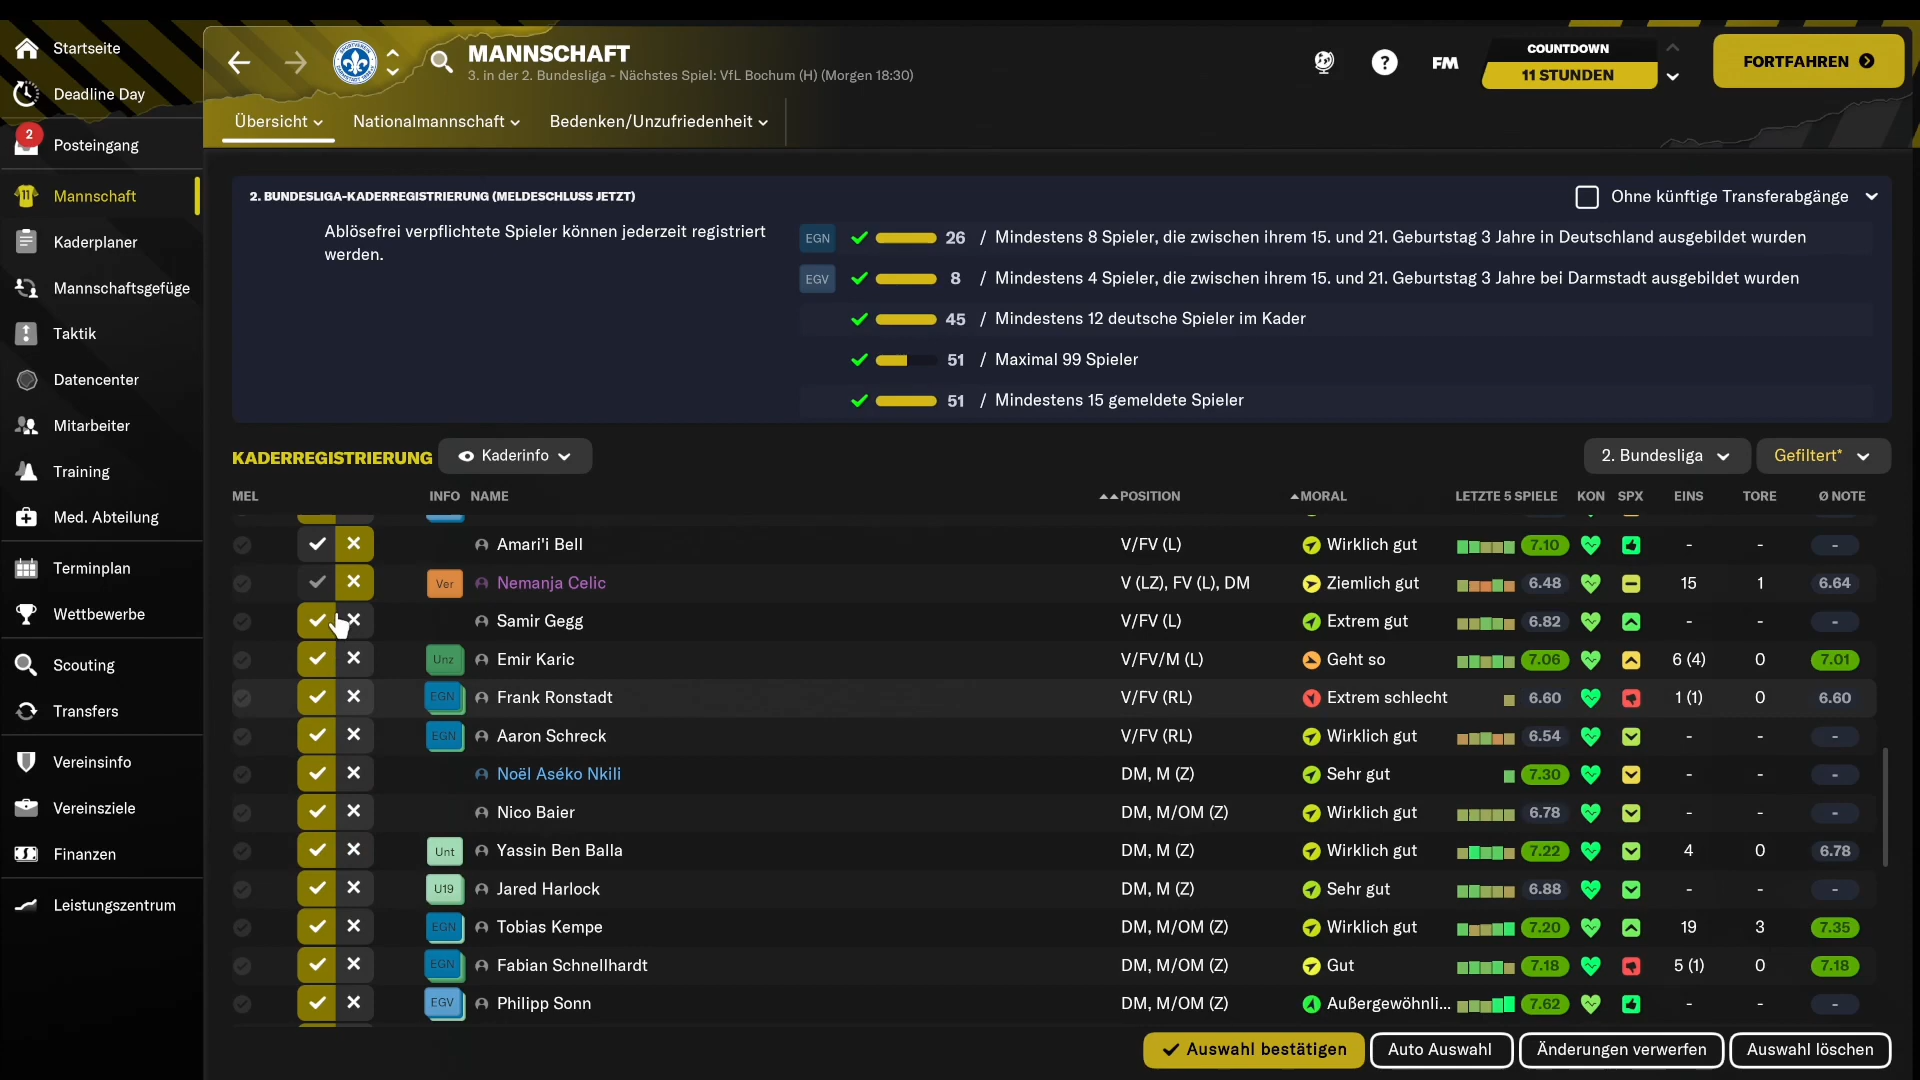 Startseite
Deadline Day
2
Posteingang
Mannschaft
Kaderplaner
Mannschaftsgefüge
Taktik
Datencenter
Mitarbeiter
Training
Med. Abteilung
Terminplan
Wettbewerbe
Scouting
Transfers
Vereinsinfo
Vereinsziele
Finanzen
Leistungszentrum
MANNSCHAFT
3. in der 2. Bundesliga - Nächstes Spiel: VfL Bochum (H) (Morgen 18:30)
FM
COUNTDOWN
11 STUNDEN
FORTFAHREN
Übersicht Nationalmannschaft Bedenken/Unzufriedenheit
2. BUNDESLIGA-KADERREGISTRIERUNG (MELDESCHLUSS JETZT)
Ohne künftige Transferabgänge
Ablösefrei verpflichtete Spieler können jederzeit registriert
werden.
EGN 26 / Mindestens 8 Spieler, die zwischen ihrem 15. und 21. Geburtstag 3 Jahre in Deutschland ausgebildet wurden
EGV 8 / Mindestens 4 Spieler, die zwischen ihrem 15. und 21. Geburtstag 3 Jahre bei Darmstadt ausgebildet wurden
45 / Mindestens 12 deutsche Spieler im Kader
51 / Maximal 99 Spieler
51 / Mindestens 15 gemeldete Spieler
KADERREGISTRIERUNG Kaderinfo 2. Bundesliga Gefiltert*
MEL INFO NAME POSITION MORAL LETZTE 5 SPIELE KON SPX EINS TORE Ø NOTE
Amari'i Bell V/FV (L) Wirklich gut 7.10 - - -
Ver Nemanja Celic V (LZ), FV (L), DM Ziemlich gut 6.48 15 1 6.64
Samir Gegg V/FV (L) Extrem gut 6.82 - - -
Unz Emir Karic V/FV/M (L) Geht so 7.06 6 (4) 0 7.01
EGN Frank Ronstadt V/FV (RL) Extrem schlecht 6.60 1 (1) 0 6.60
EGN Aaron Schreck V/FV (RL) Wirklich gut 6.54 - - -
Noël Aséko Nkili DM, M (Z) Sehr gut 7.30 - - -
Nico Baier DM, M/OM (Z) Wirklich gut 6.78 - - -
Unt Yassin Ben Balla DM, M (Z) Wirklich gut 7.22 4 0 6.78
U19 Jared Harlock DM, M (Z) Sehr gut 6.88 - - -
EGN Tobias Kempe DM, M/OM (Z) Wirklich gut 7.20 19 3 7.35
EGN Fabian Schnellhardt DM, M/OM (Z) Gut 7.18 5 (1) 0 7.18
EGV Philipp Sonn DM, M/OM (Z) Außergewöhnli... 7.62 - - -
Auswahl bestätigen Auto Auswahl Änderungen verwerfen Auswahl löschen